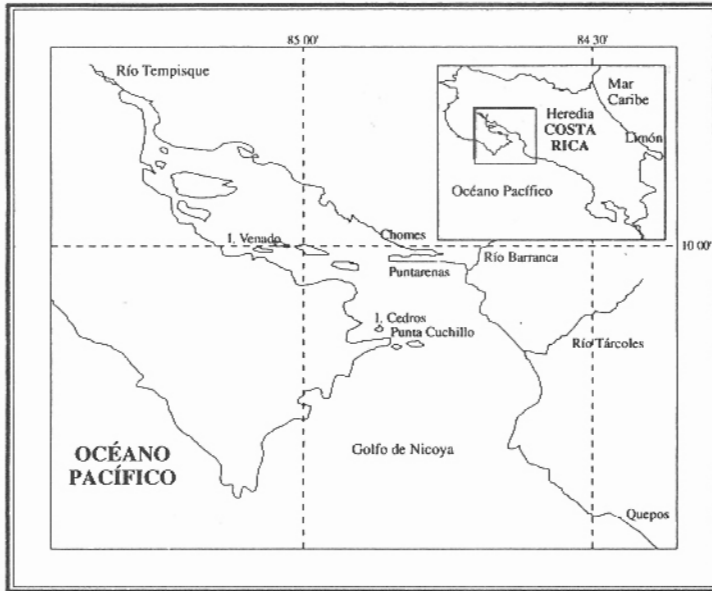 85 00'
84 30'
Río Tempisque
Mar
Caribe
Heredia
COSTA
RICA
Limón
Océano Pacífico
I. Venado
Chomes
10 00'
Río Barranca
Puntarenas
I. Cedros
Punta Cuchillo
Río Tárcoles
OCÉANO
PACÍFICO
Golfo de Nicoya
Quepos